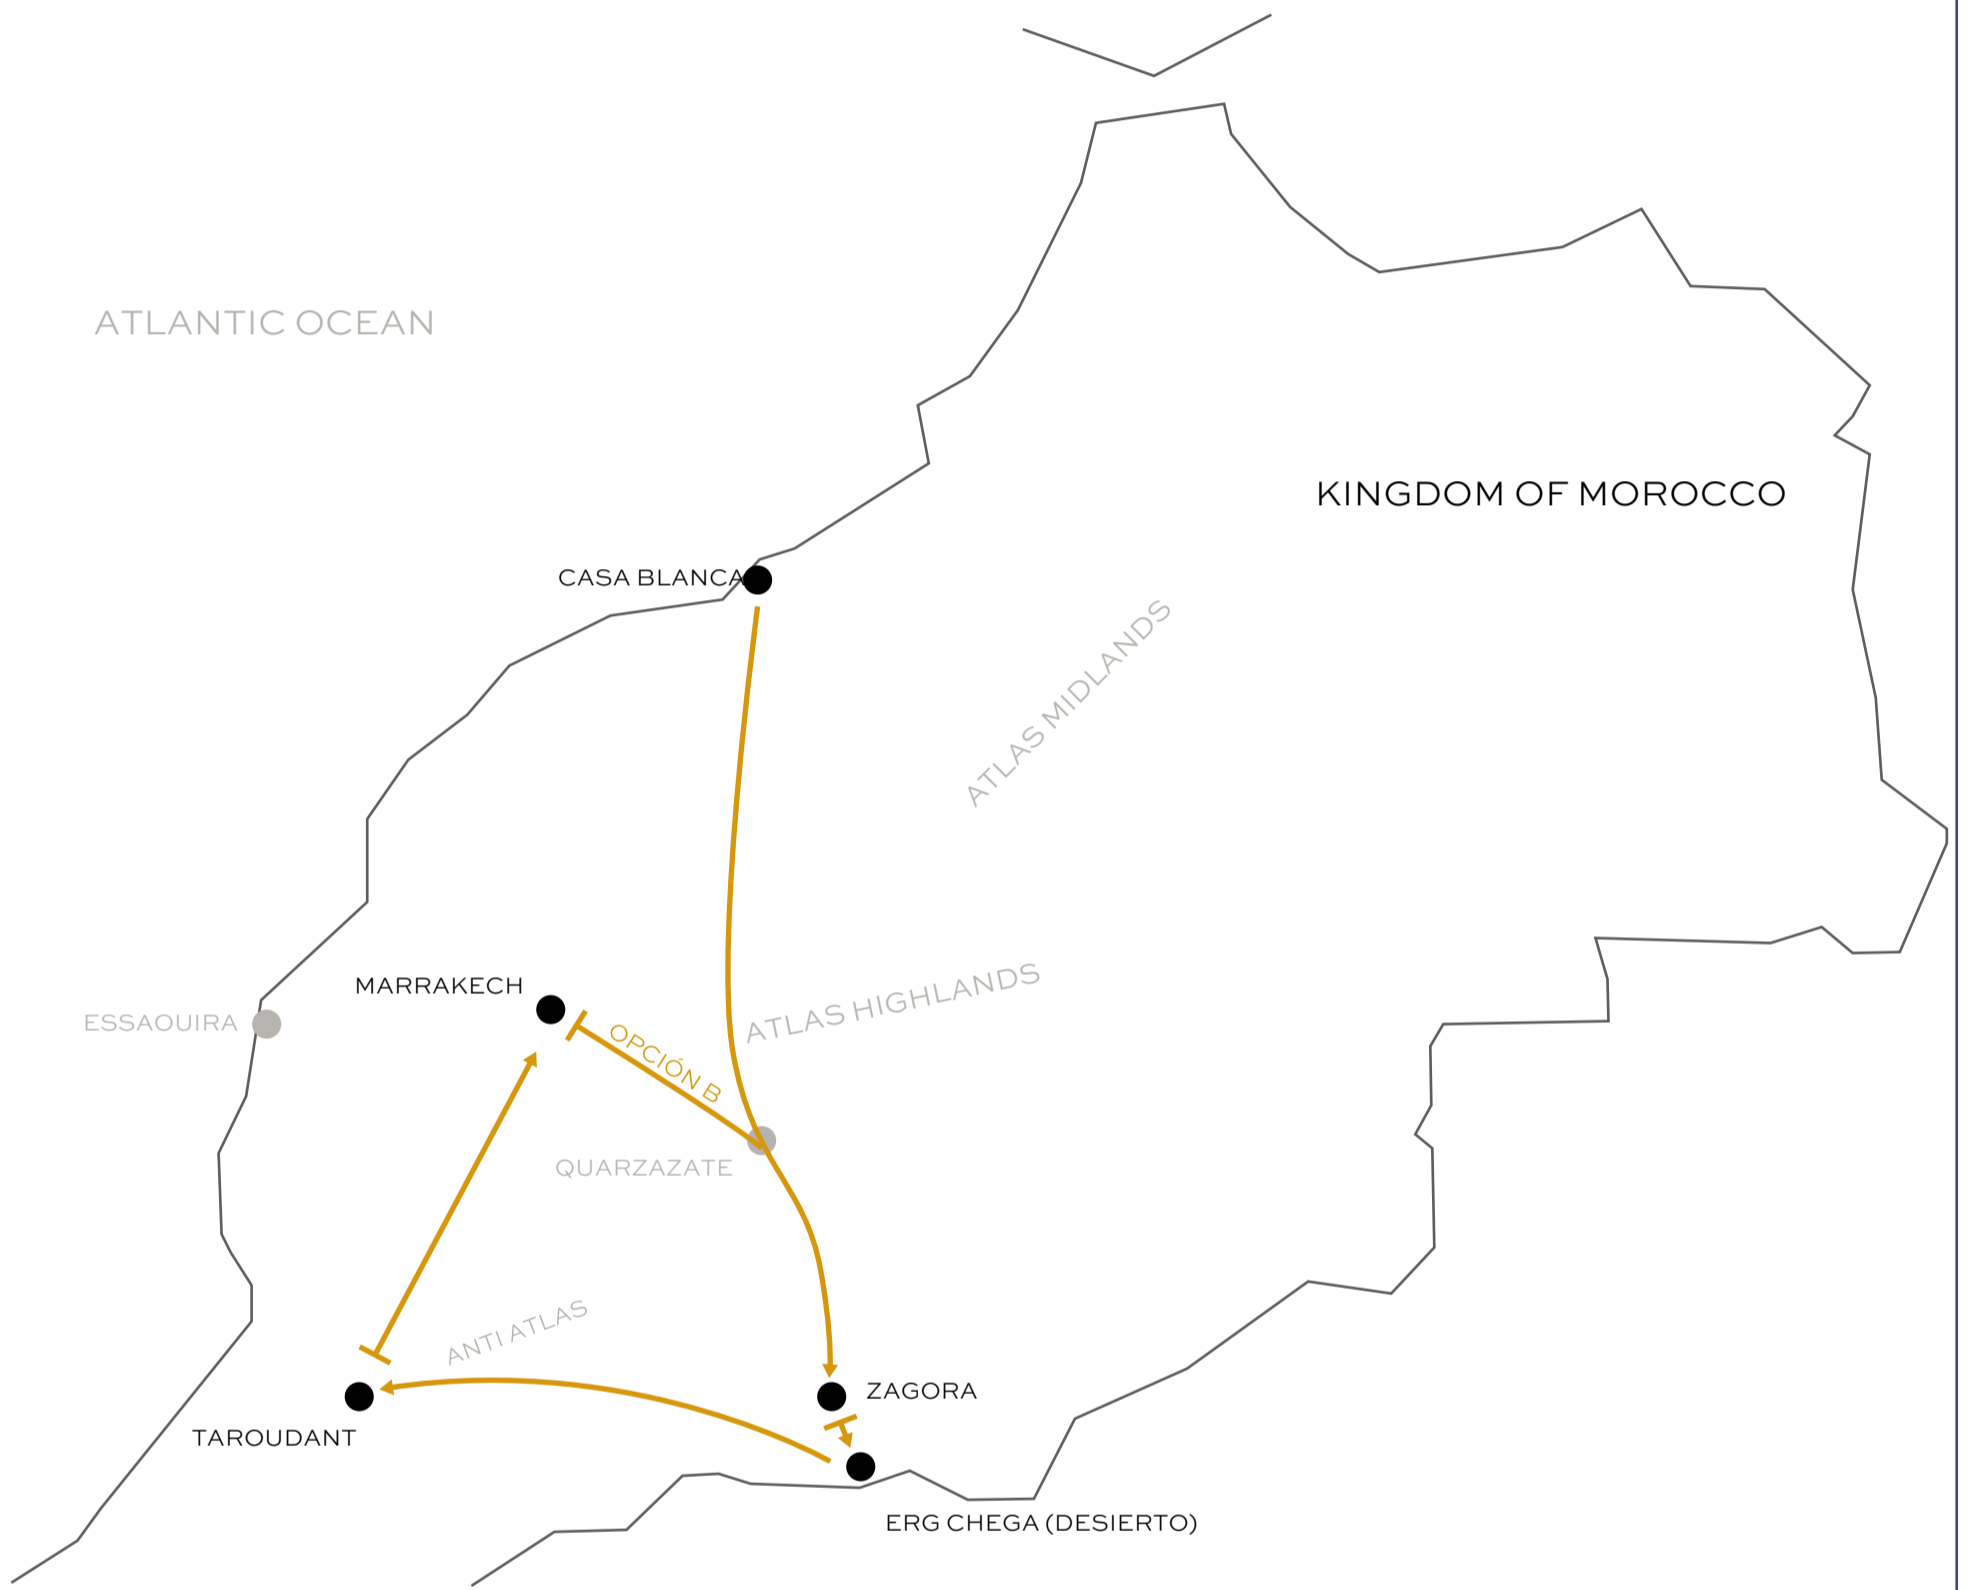 ATLANTIC OCEAN
KINGDOM OF MOROCCO
CASA BLANCA
ATLAS MIDLANDS
ATLAS HIGHLANDS
MARRAKECH
ESSAOUIRA
OPCIÓN B
QUARZAZATE
ANTI ATLAS
ZAGORA
TAROUDANT
ERG CHEGA (DESIERTO)